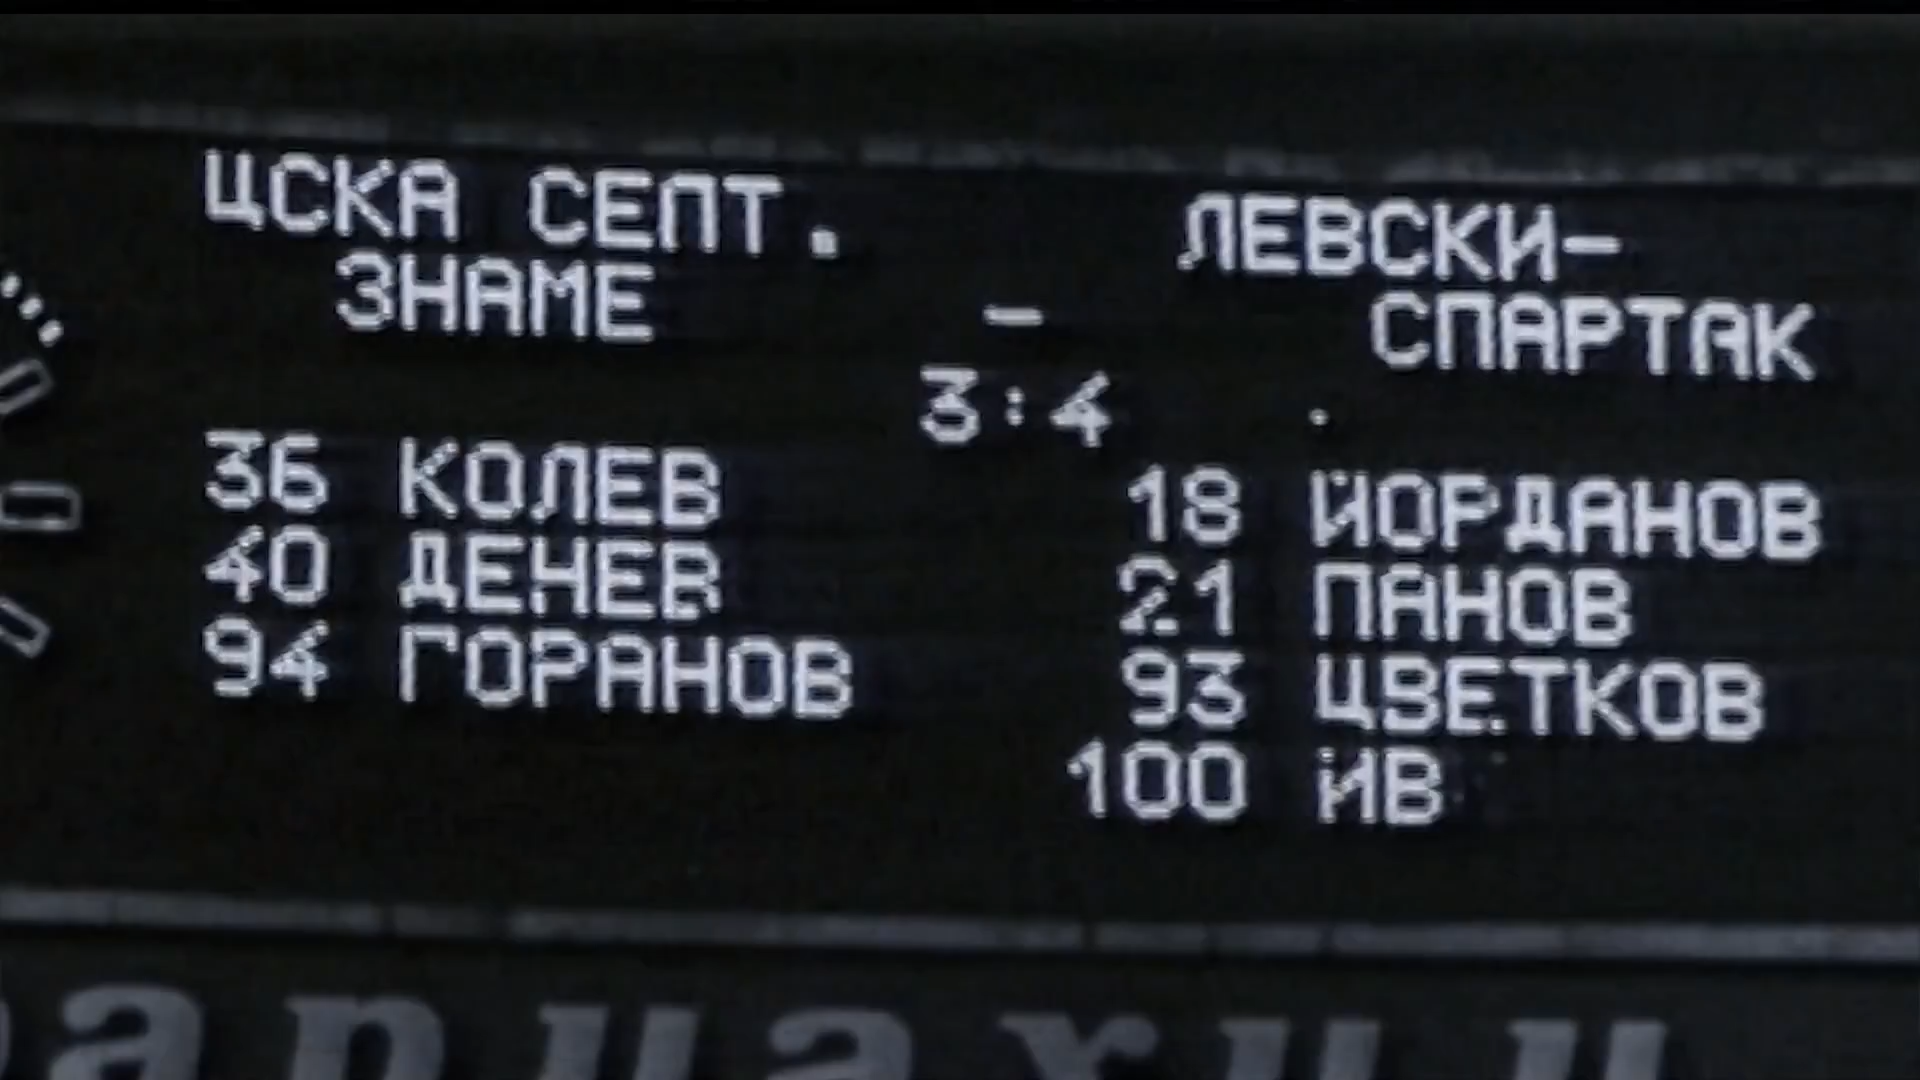 ЦСКА СЕПТ.
ЗНАМЕ
–
ЛЕВСКИ–
СПАРТАК
3:4
36 КОЛЕВ
40 ДЕНЕВ
94 ГОРАНОВ
18 ЙОРДАНОВ
21 ПАНОВ
93 ЦВЕТКОВ
100 ИВ